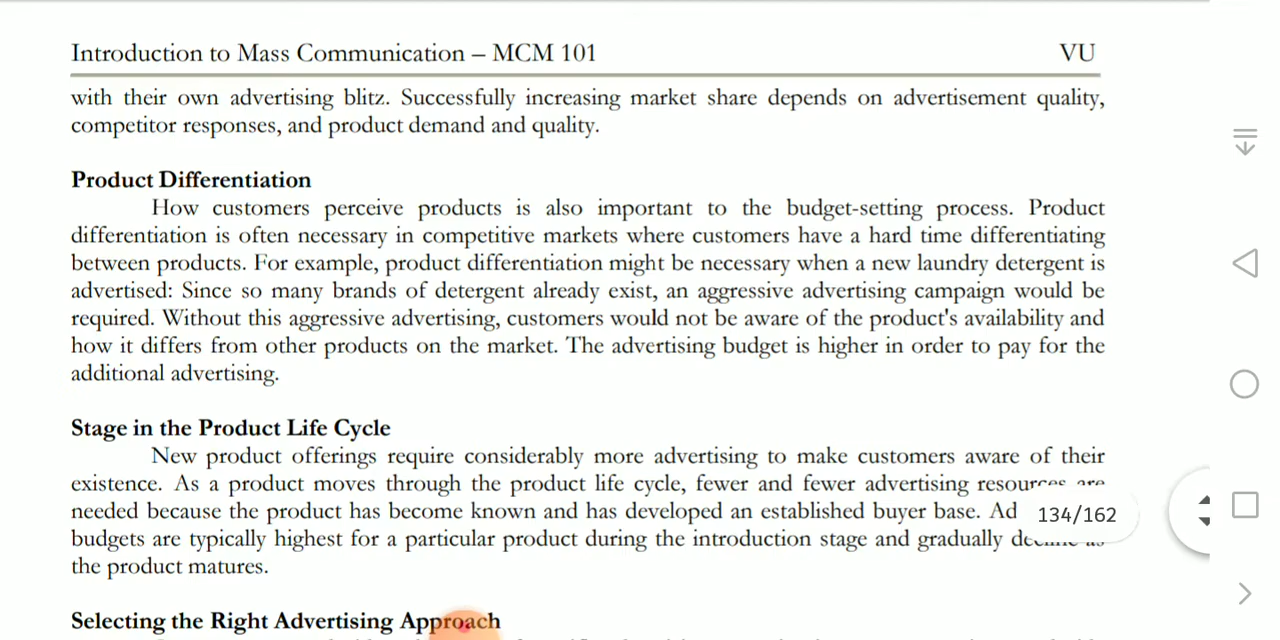 Introduction to Mass Communication – MCM 101 VU
with their own advertising blitz. Successfully increasing market share depends on advertisement quality,
competitor responses, and product demand and quality.
Product Differentiation
How customers perceive products is also important to the budget-setting process. Product
differentiation is often necessary in competitive markets where customers have a hard time differentiating
between products. For example, product differentiation might be necessary when a new laundry detergent is
advertised: Since so many brands of detergent already exist, an aggressive advertising campaign would be
required. Without this aggressive advertising, customers would not be aware of the product's availability and
how it differs from other products on the market. The advertising budget is higher in order to pay for the
additional advertising.
Stage in the Product Life Cycle
New product offerings require considerably more advertising to make customers aware of their
existence. As a product moves through the product life cycle, fewer and fewer advertising resources are
needed because the product has become known and has developed an established buyer base. Ad
134/162
budgets are typically highest for a particular product during the introduction stage and gradually decline as
the product matures.
Selecting the Right Advertising Approach